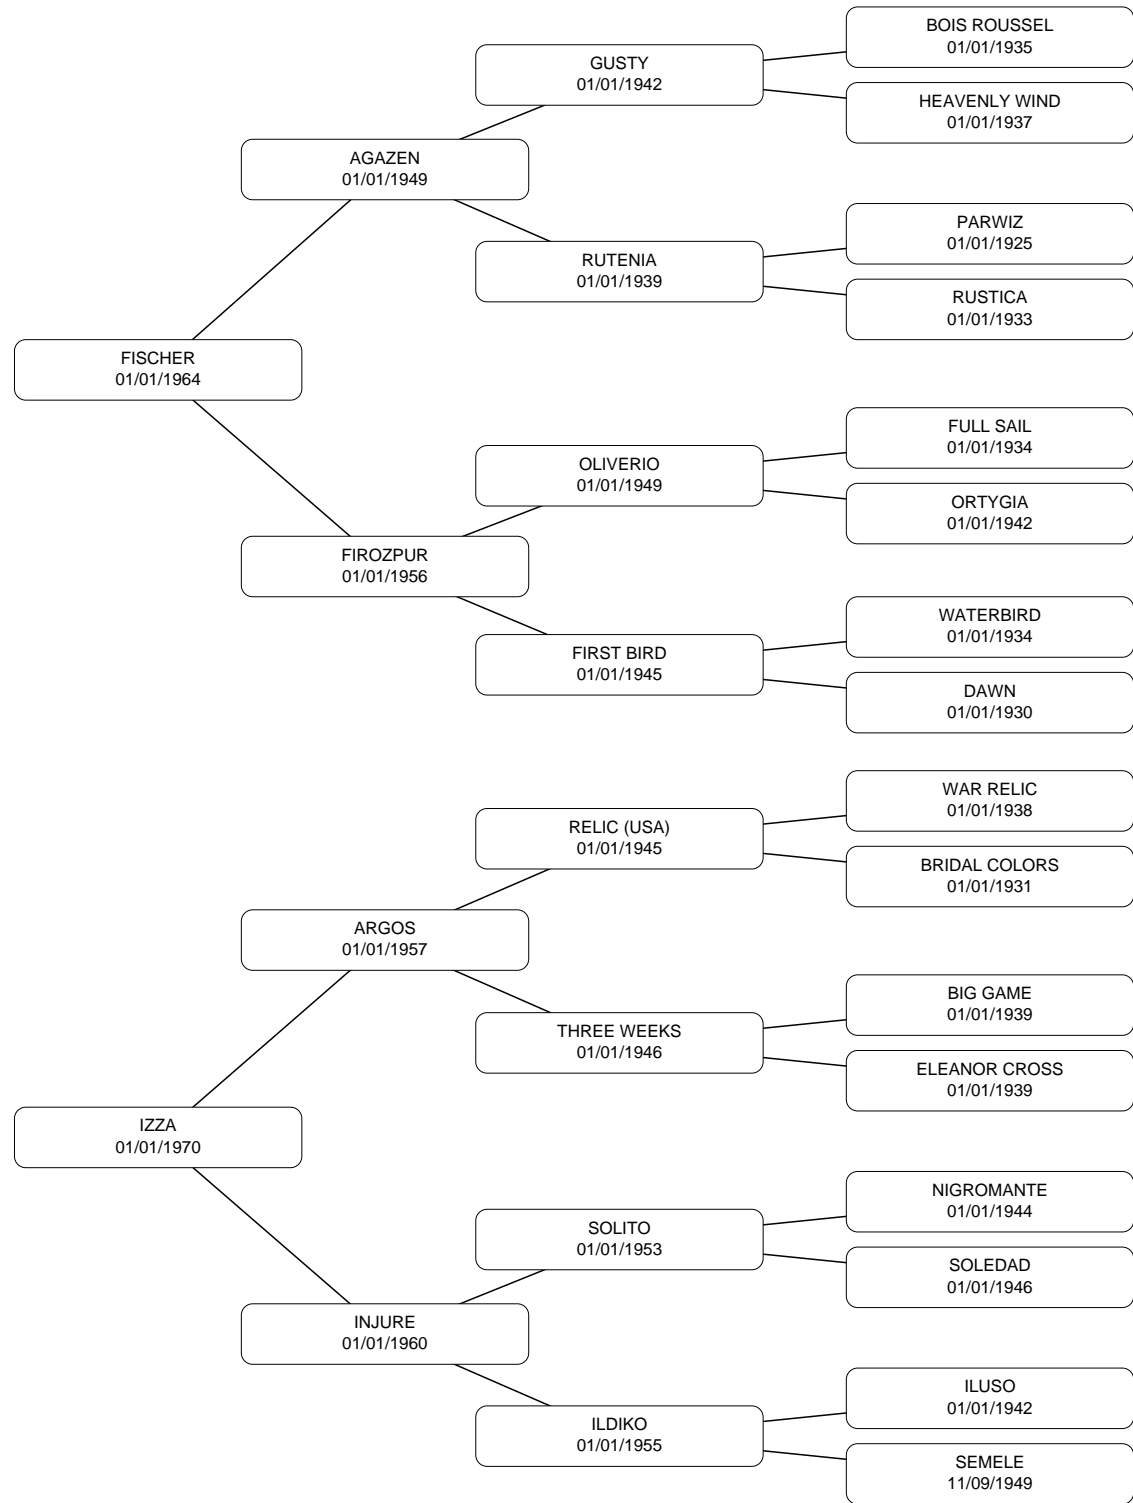 BOIS ROUSSEL
01/01/1935
GUSTY
01/01/1942
HEAVENLY WIND
01/01/1937
AGAZEN
01/01/1949
PARWIZ
01/01/1925
RUTENIA
01/01/1939
RUSTICA
01/01/1933
FISCHER
01/01/1964
FULL SAIL
01/01/1934
OLIVERIO
01/01/1949
ORTYGIA
01/01/1942
FIROZPUR
01/01/1956
WATERBIRD
01/01/1934
FIRST BIRD
01/01/1945
DAWN
01/01/1930
WAR RELIC
01/01/1938
RELIC (USA)
01/01/1945
BRIDAL COLORS
01/01/1931
ARGOS
01/01/1957
BIG GAME
01/01/1939
THREE WEEKS
01/01/1946
ELEANOR CROSS
01/01/1939
IZZA
01/01/1970
NIGROMANTE
01/01/1944
SOLITO
01/01/1953
SOLEDAD
01/01/1946
INJURE
01/01/1960
ILUSO
01/01/1942
ILDIKO
01/01/1955
SEMELE
11/09/1949